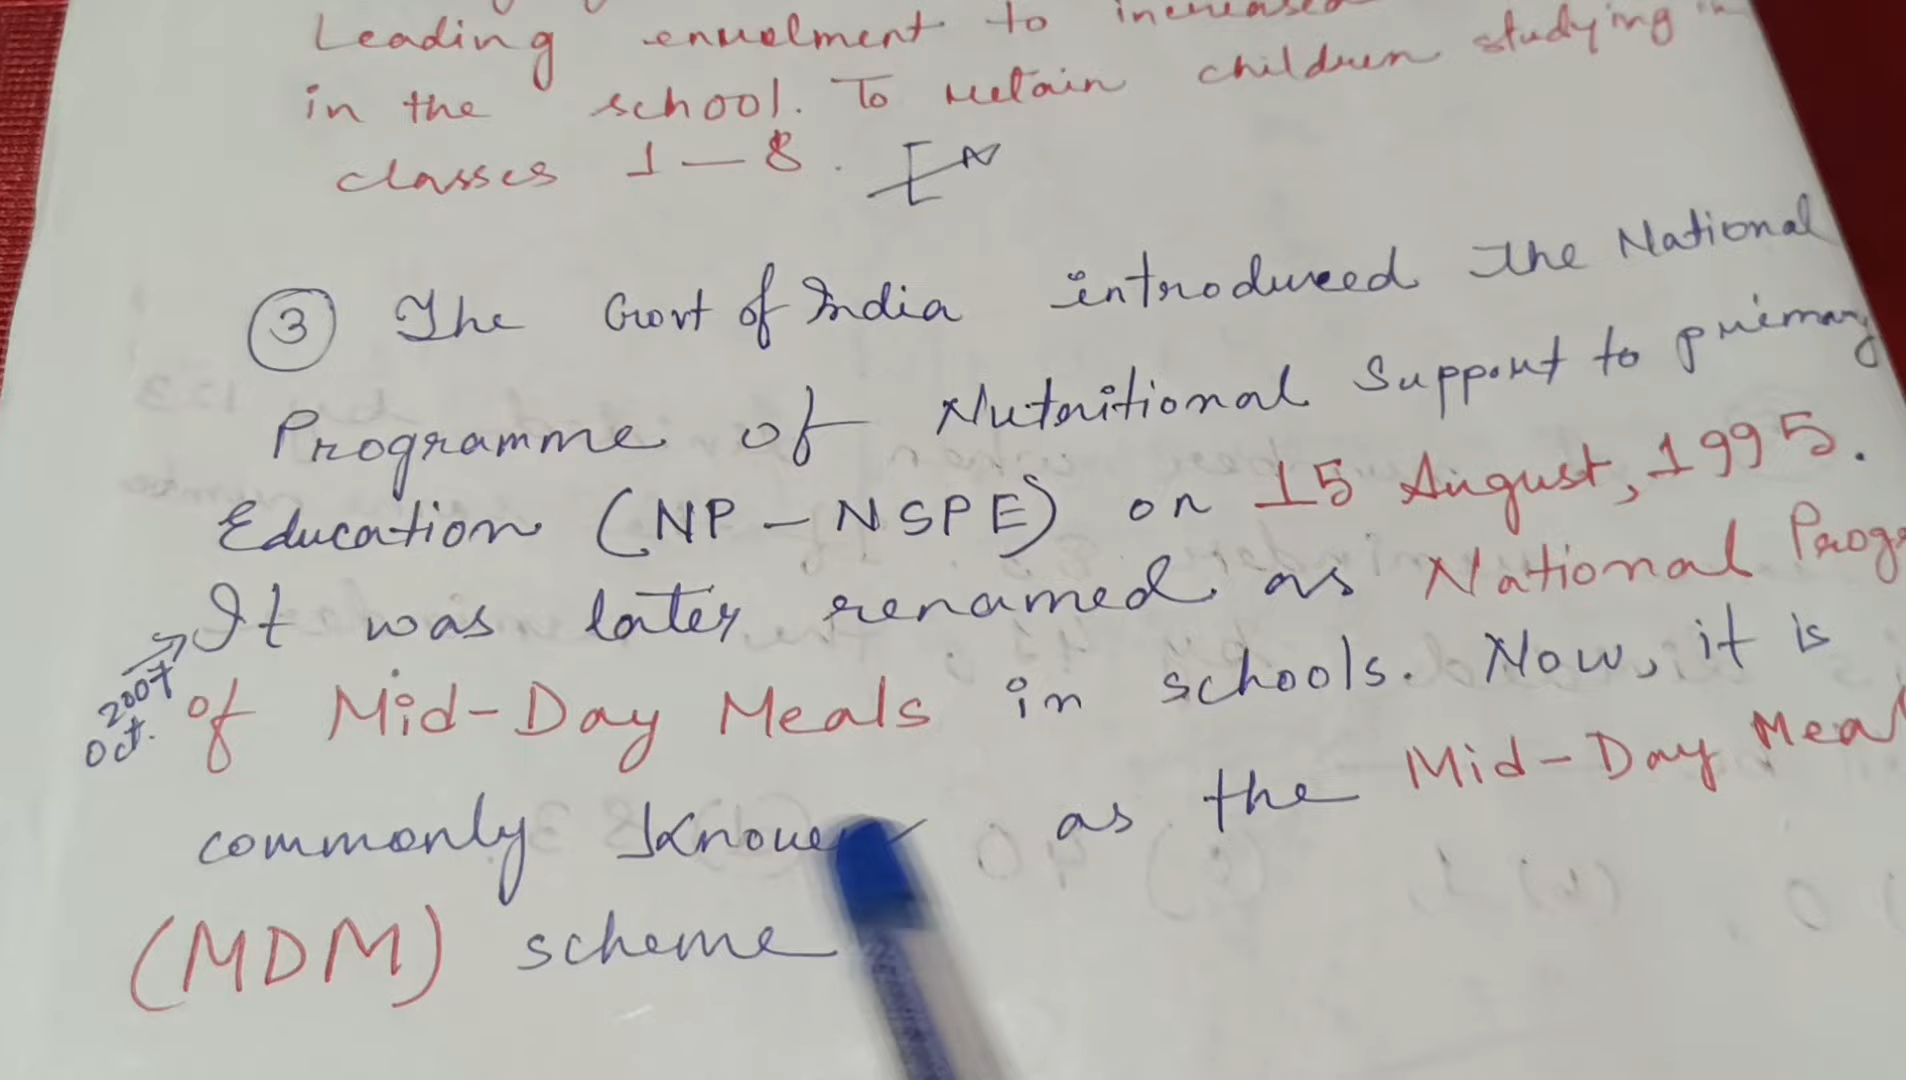 Leading enrolment to increased
in the school. To retain children studying in
classes 1 – 8.
③ The Govt of India introduced the National
Programme of Nutritional Support to primary
Education (NP – NSPE) on 15 August, 1995.
→ It was later renamed as National Progr
2007
Oct.
of Mid-Day Meals in schools. Now, it is
commonly as the Mid-Day Meal
(MDM) scheme